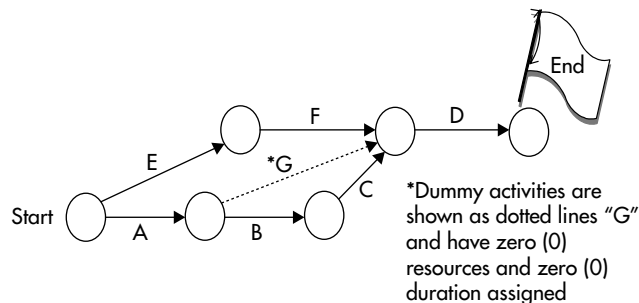 End
F
D
E
*G
C
Start
A
B
*Dummy activities are
shown as dotted lines “G”
and have zero (0)
resources and zero (0)
duration assigned